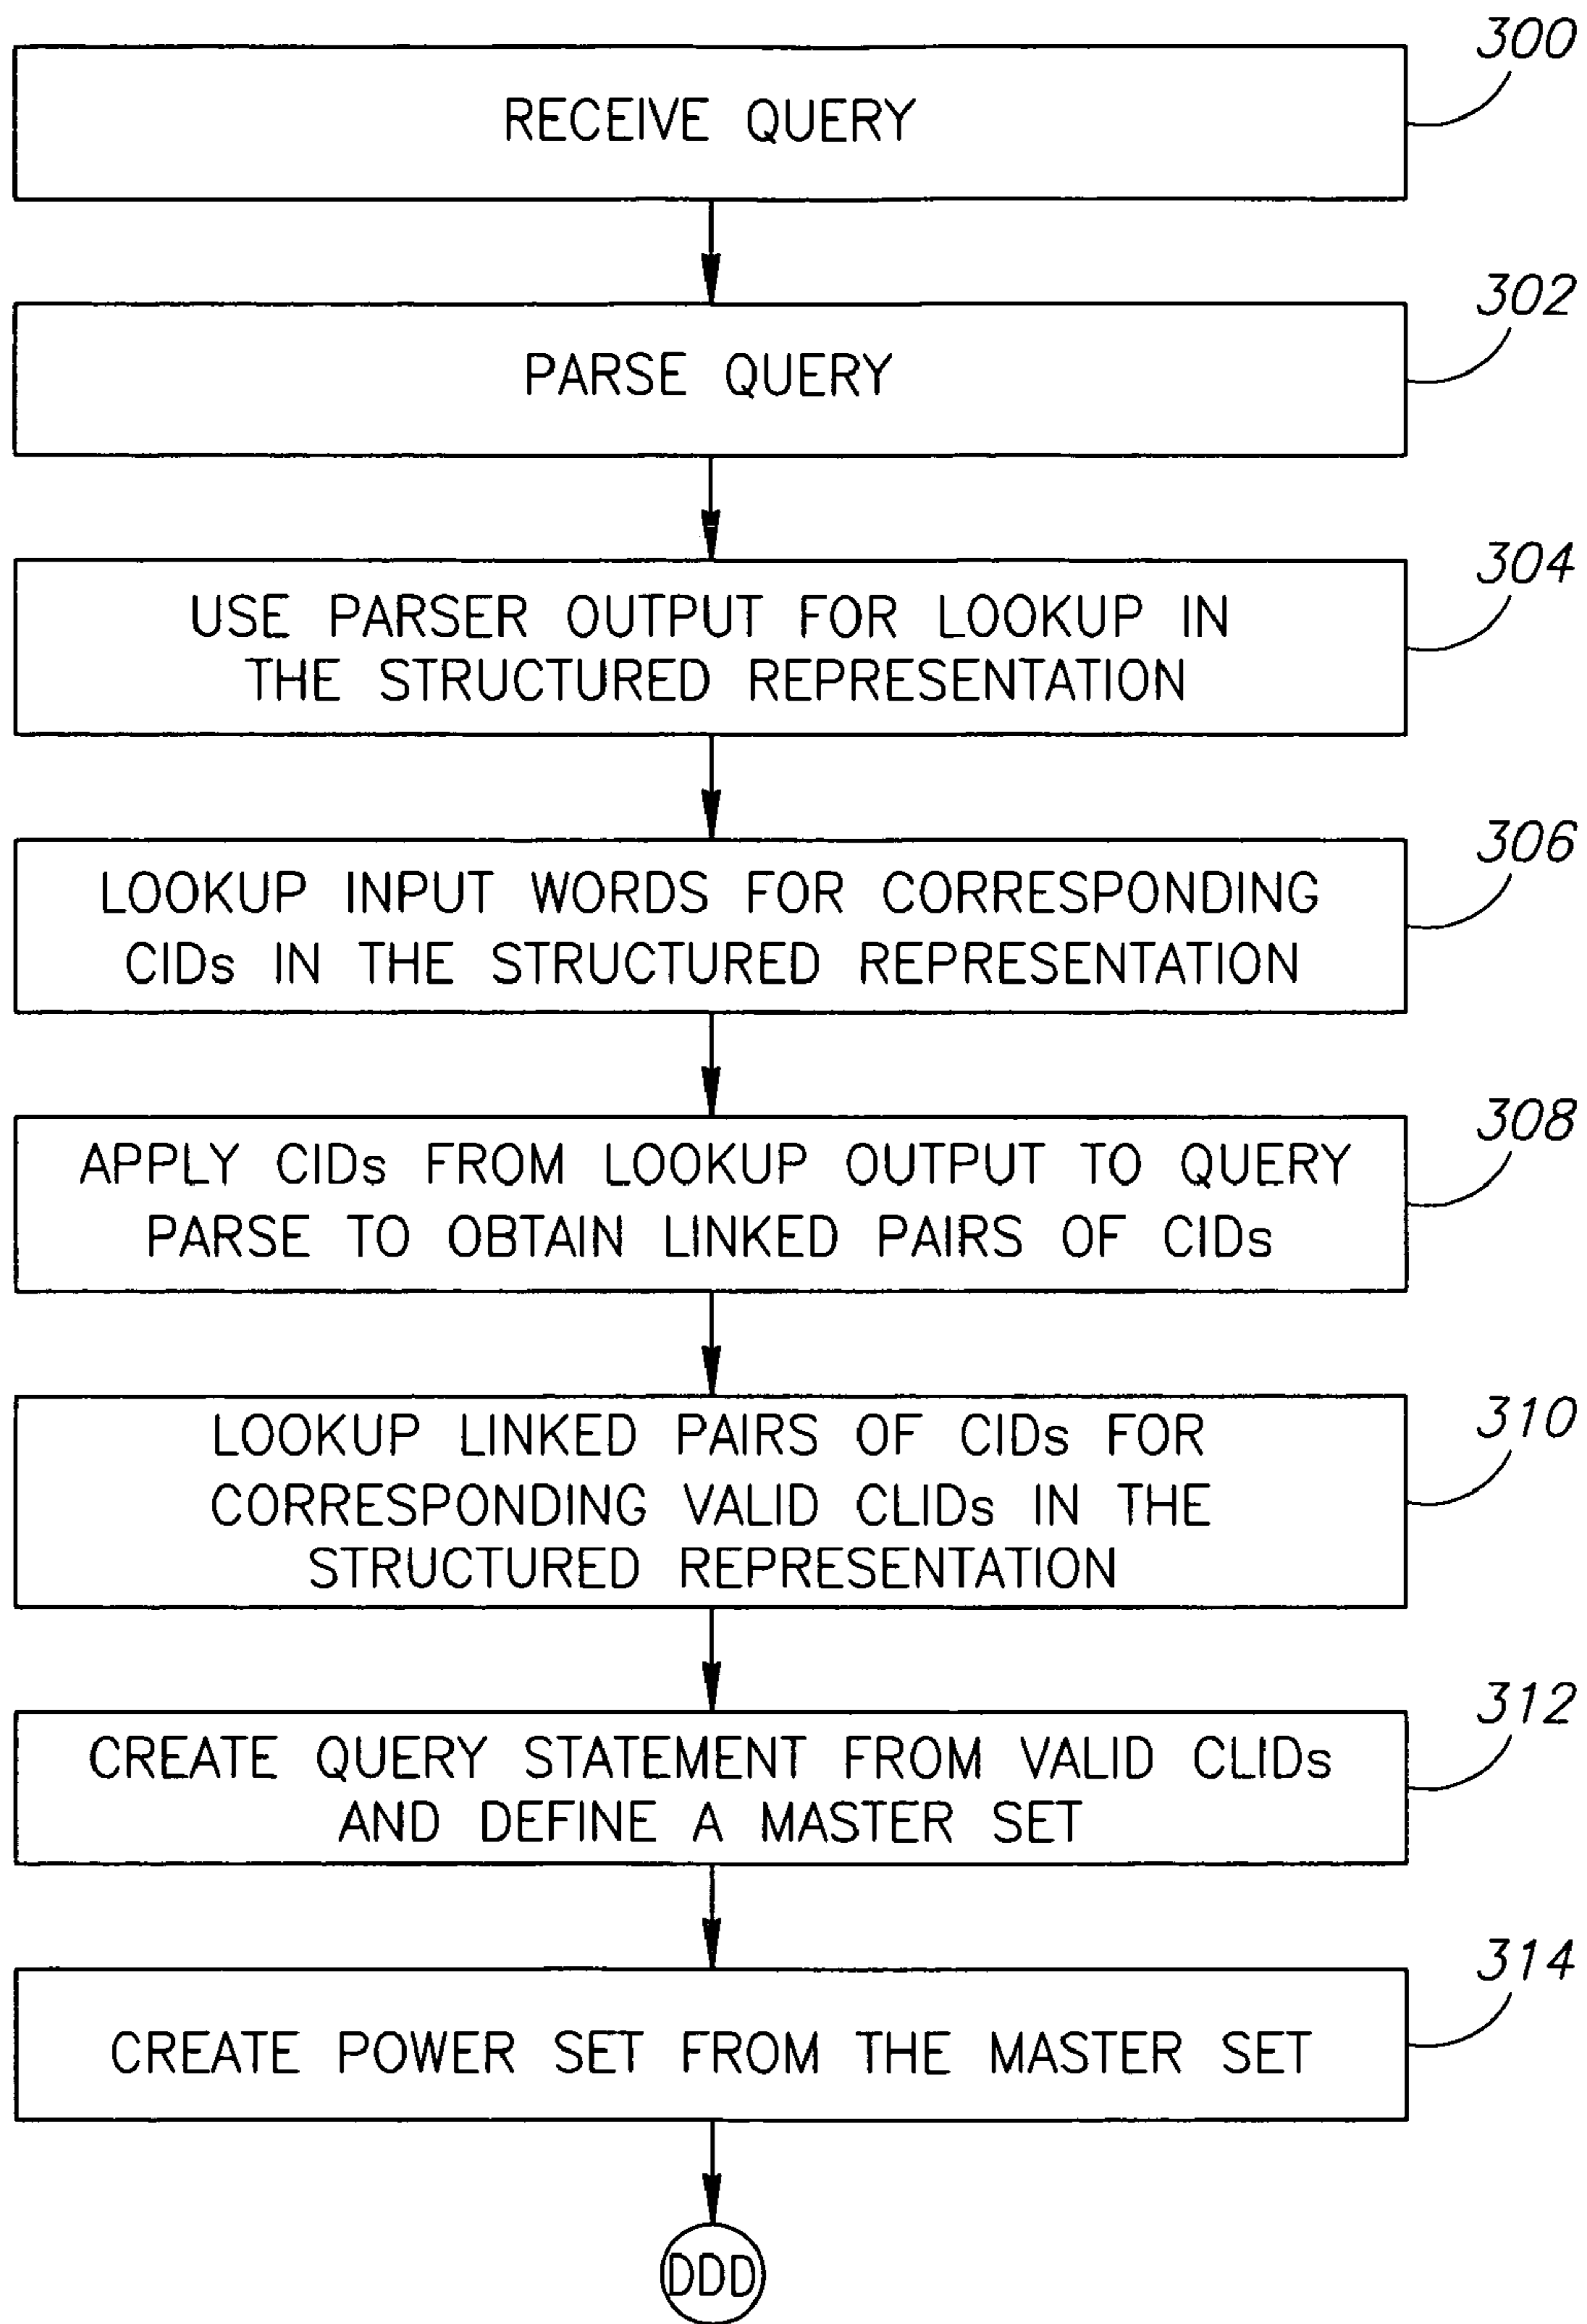 300
RECEIVE QUERY
302
PARSE QUERY
304
USE PARSER OUTPUT FOR LOOKUP IN
THE STRUCTURED REPRESENTATION
306
LOOKUP INPUT WORDS FOR CORRESPONDING
CIDs IN THE STRUCTURED REPRESENTATION
308
APPLY CIDs FROM LOOKUP OUTPUT TO QUERY
PARSE TO OBTAIN LINKED PAIRS OF CIDs
310
LOOKUP LINKED PAIRS OF CIDs FOR
CORRESPONDING VALID CLIDs IN THE
STRUCTURED REPRESENTATION
312
CREATE QUERY STATEMENT FROM VALID CLIDs
AND DEFINE A MASTER SET
314
CREATE POWER SET FROM THE MASTER SET
DDD